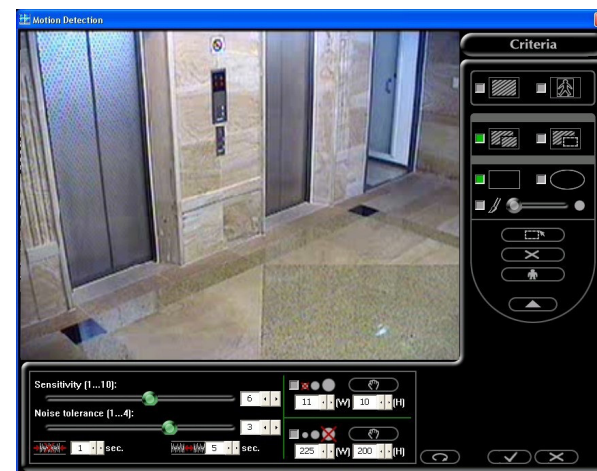 Motion Detection
Criteria
Sensitivity (1...10):
6
Noise tolerance (1...4):
3
1 sec.
5 sec.
11 (W) 10 (H)
225 (W) 200 (H)